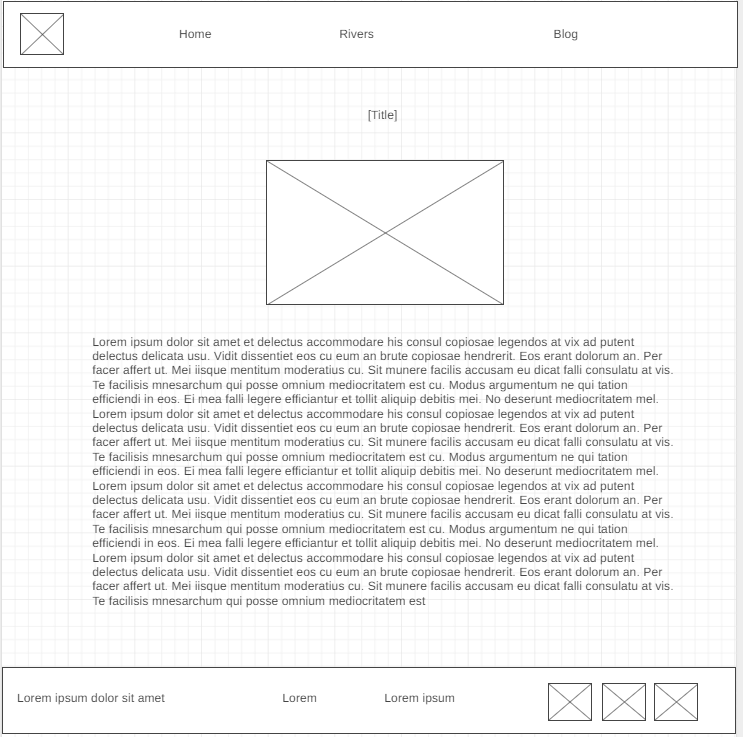 Home Rivers Blog
[Title]
Lorem ipsum dolor sit amet et delectus accommodare his consul copiosae legendos at vix ad putent
delectus delicata usu. Vidit dissentiet eos cu eum an brute copiosae hendrerit. Eos erant dolorum an. Per
facer affert ut. Mei iisque mentitum moderatius cu. Sit munere facilis accusam eu dicat falli consulatu at vis.
Te facilisis mnesarchum qui posse omnium mediocritatem est cu. Modus argumentum ne qui tation
efficiendi in eos. Ei mea falli legere efficiantur et tollit aliquip debitis mei. No deserunt mediocritatem mel.
Lorem ipsum dolor sit amet et delectus accommodare his consul copiosae legendos at vix ad putent
delectus delicata usu. Vidit dissentiet eos cu eum an brute copiosae hendrerit. Eos erant dolorum an. Per
facer affert ut. Mei iisque mentitum moderatius cu. Sit munere facilis accusam eu dicat falli consulatu at vis.
Te facilisis mnesarchum qui posse omnium mediocritatem est cu. Modus argumentum ne qui tation
efficiendi in eos. Ei mea falli legere efficiantur et tollit aliquip debitis mei. No deserunt mediocritatem mel.
Lorem ipsum dolor sit amet et delectus accommodare his consul copiosae legendos at vix ad putent
delectus delicata usu. Vidit dissentiet eos cu eum an brute copiosae hendrerit. Eos erant dolorum an. Per
facer affert ut. Mei iisque mentitum moderatius cu. Sit munere facilis accusam eu dicat falli consulatu at vis.
Te facilisis mnesarchum qui posse omnium mediocritatem est cu. Modus argumentum ne qui tation
efficiendi in eos. Ei mea falli legere efficiantur et tollit aliquip debitis mei. No deserunt mediocritatem mel.
Lorem ipsum dolor sit amet et delectus accommodare his consul copiosae legendos at vix ad putent
delectus delicata usu. Vidit dissentiet eos cu eum an brute copiosae hendrerit. Eos erant dolorum an. Per
facer affert ut. Mei iisque mentitum moderatius cu. Sit munere facilis accusam eu dicat falli consulatu at vis.
Te facilisis mnesarchum qui posse omnium mediocritatem est
Lorem ipsum dolor sit amet Lorem Lorem ipsum